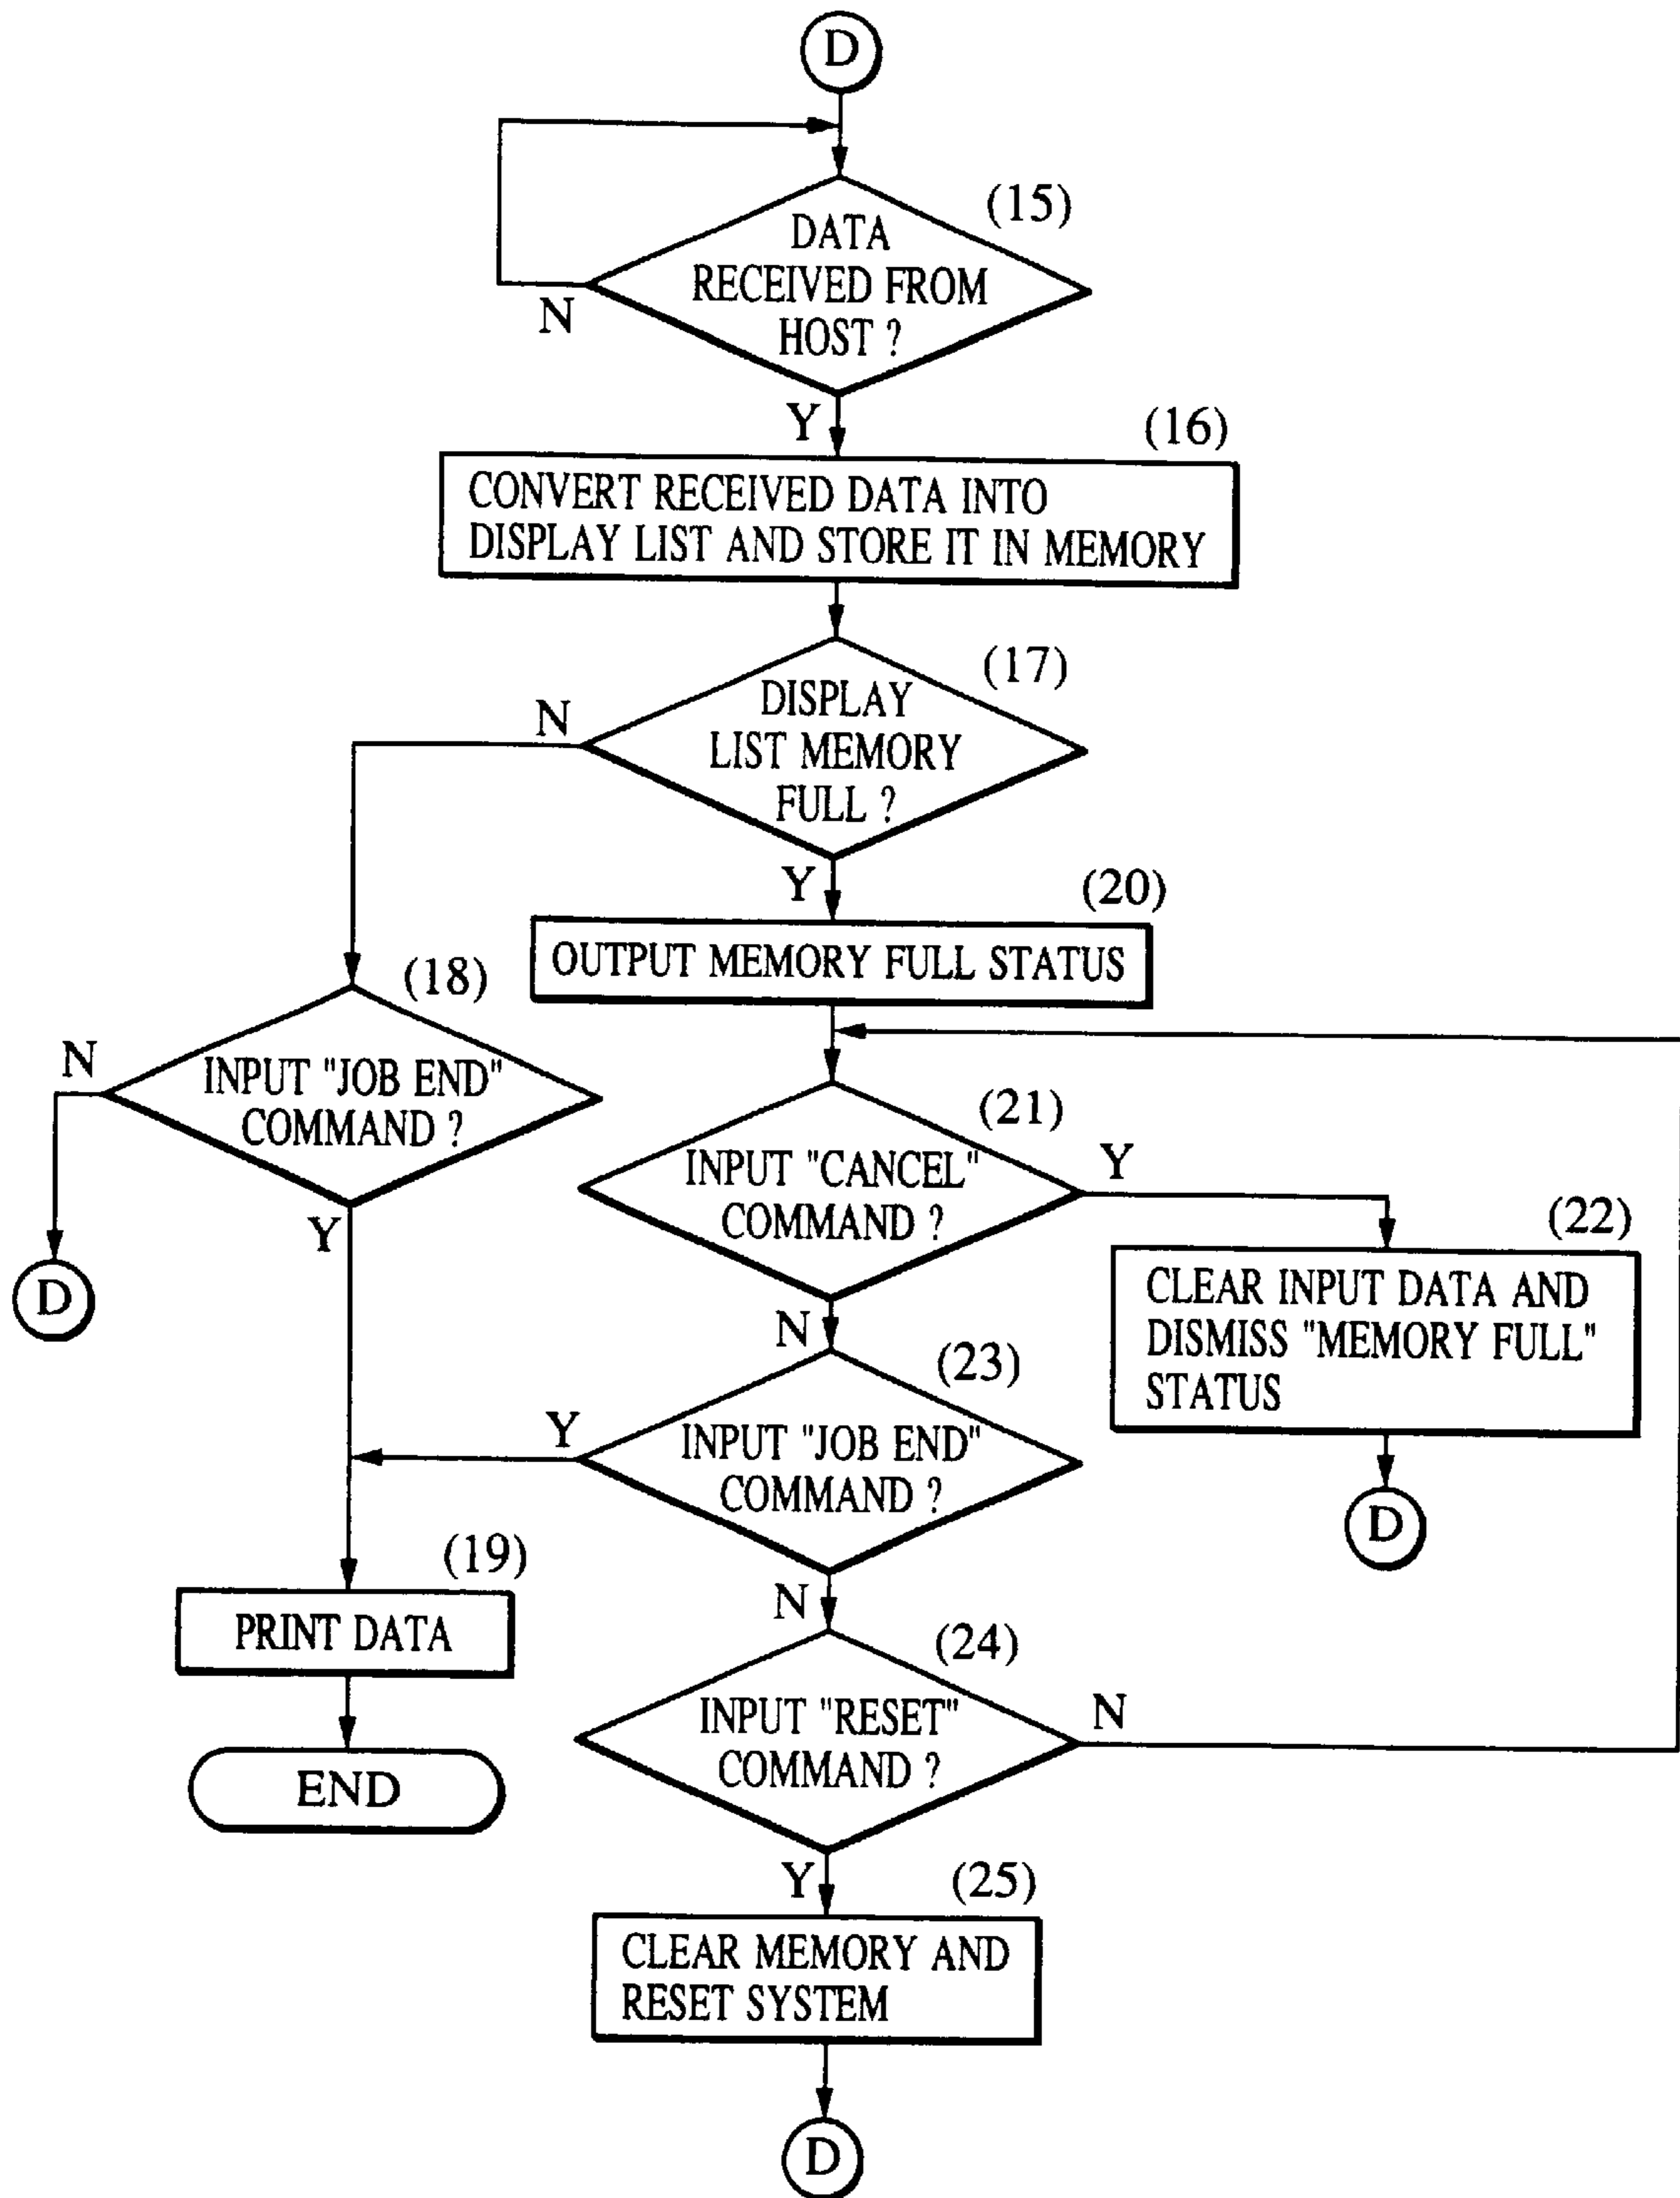 D
(15)
DATA
RECEIVED FROM
HOST ?
N
Y
(16)
CONVERT RECEIVED DATA INTO
DISPLAY LIST AND STORE IT IN MEMORY
(17)
DISPLAY
LIST MEMORY
FULL ?
N
Y
(20)
OUTPUT MEMORY FULL STATUS
(18)
INPUT "JOB END"
COMMAND ?
N
Y
D
(21)
INPUT "CANCEL"
COMMAND ?
Y
N
(22)
CLEAR INPUT DATA AND
DISMISS "MEMORY FULL"
STATUS
D
(23)
INPUT "JOB END"
COMMAND ?
Y
N
(19)
PRINT DATA
END
(24)
INPUT "RESET"
COMMAND ?
N
Y
(25)
CLEAR MEMORY AND
RESET SYSTEM
D